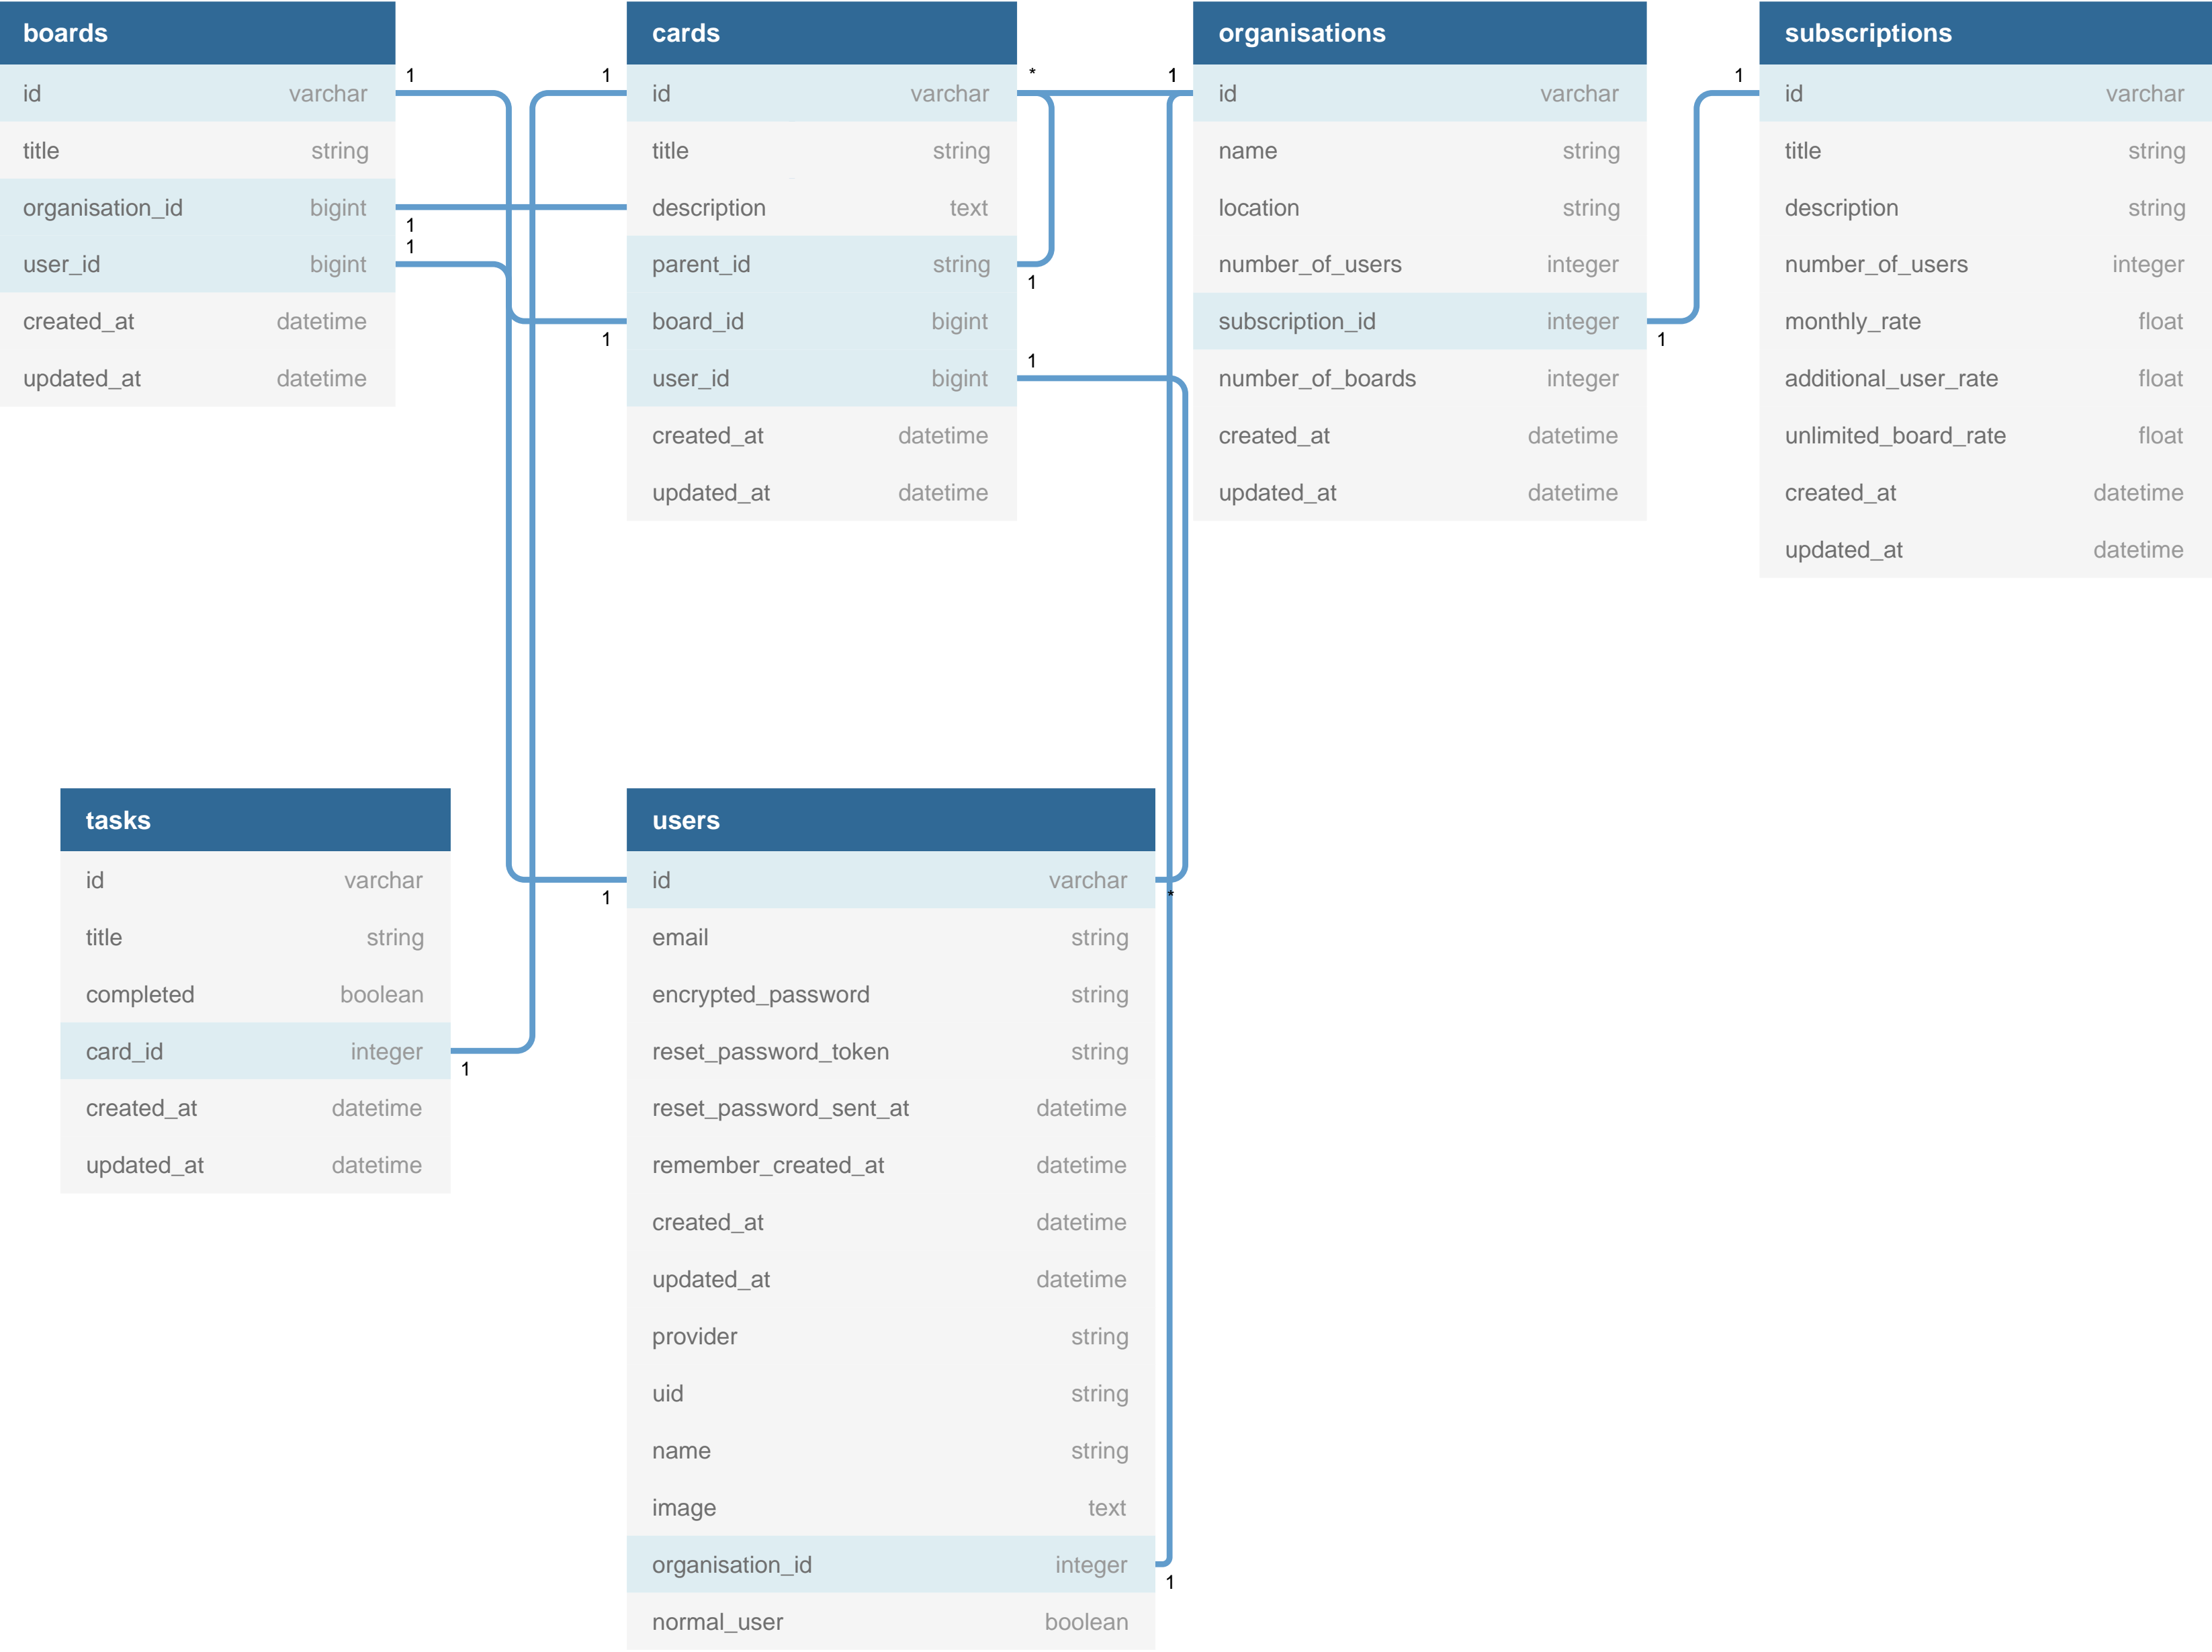 boards
id varchar
title string
organisation_id bigint
user_id bigint
created_at datetime
updated_at datetime
1
1
1
cards
id varchar
title string
description text
parent_id string
board_id bigint
user_id bigint
created_at datetime
updated_at datetime
1
1
*
1
1
organisations
id varchar
name string
location string
number_of_users integer
subscription_id integer
number_of_boards integer
created_at datetime
updated_at datetime
1
1
subscriptions
id varchar
title string
description string
number_of_users integer
monthly_rate float
additional_user_rate float
unlimited_board_rate float
created_at datetime
updated_at datetime
1
tasks
id varchar
title string
completed boolean
card_id integer
created_at datetime
updated_at datetime
1
users
id varchar
email string
encrypted_password string
reset_password_token string
reset_password_sent_at datetime
remember_created_at datetime
created_at datetime
updated_at datetime
provider string
uid string
name string
image text
organisation_id integer
normal_user boolean
1
*
1